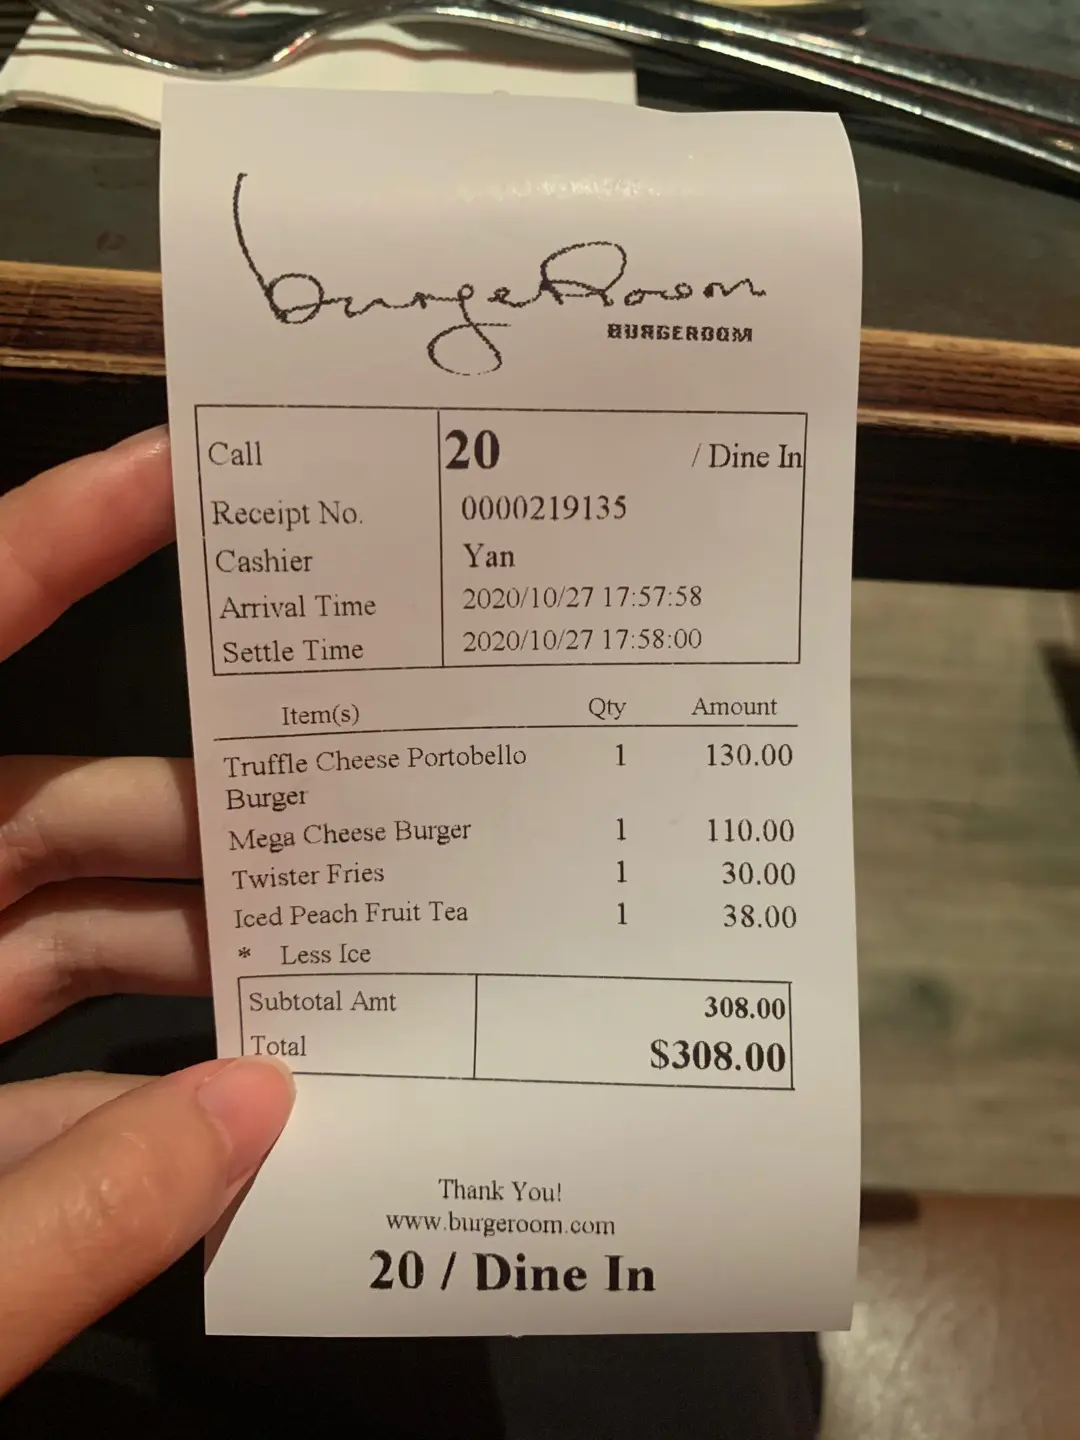 burgeRoom
BURGEROOM
Call 20 / Dine In
Receipt No. 0000219135
Cashier Yan
Arrival Time 2020/10/27 17:57:58
Settle Time 2020/10/27 17:58:00
Item(s) Qty Amount
Truffle Cheese Portobello 1 130.00
Burger
Mega Cheese Burger 1 110.00
Twister Fries 1 30.00
Iced Peach Fruit Tea 1 38.00
* Less Ice
Subtotal Amt 308.00
Total $308.00
Thank You!
www.burgeroom.com
20 / Dine In